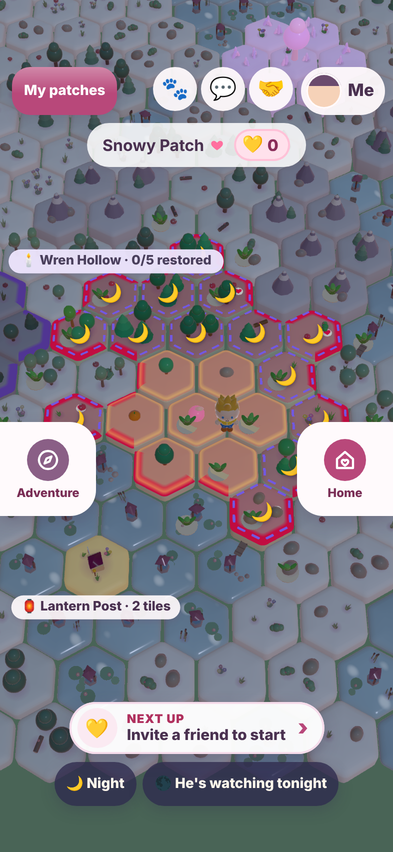 My patches
Me
Snowy Patch 0
Wren Hollow · 0/5 restored
Adventure
Home
Lantern Post · 2 tiles
NEXT UP
Invite a friend to start
Night
He's watching tonight